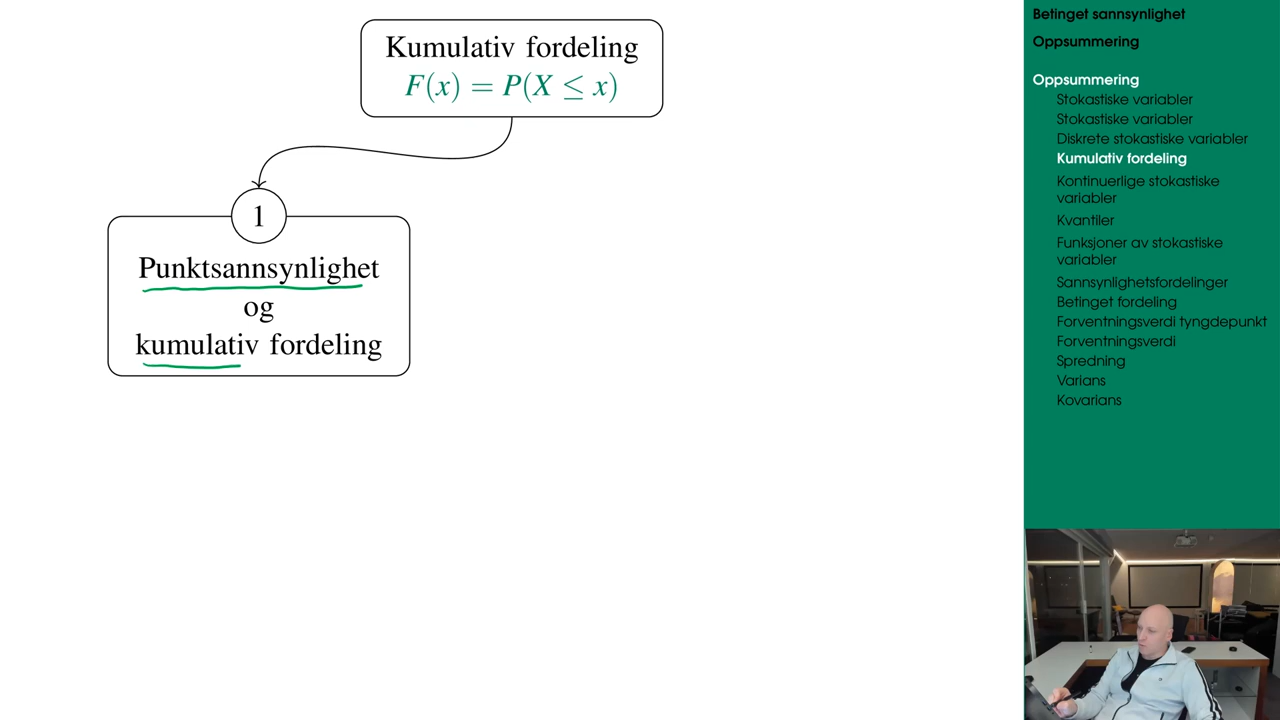 Kumulativ fordeling
F(x) = P(X ≤ x)
1
Punktsannsynlighet
og
kumulativ fordeling
Betinget sannsynlighet
Oppsummering
Oppsummering
Stokastiske variabler
Stokastiske variabler
Diskrete stokastiske variabler
Kumulativ fordeling
Kontinuerlige stokastiske
variabler
Kvantiler
Funksjoner av stokastiske
variabler
Sannsynlighetsfordelinger
Betinget fordeling
Forventningsverdi tyngdepunkt
Forventningsverdi
Spredning
Varians
Kovarians